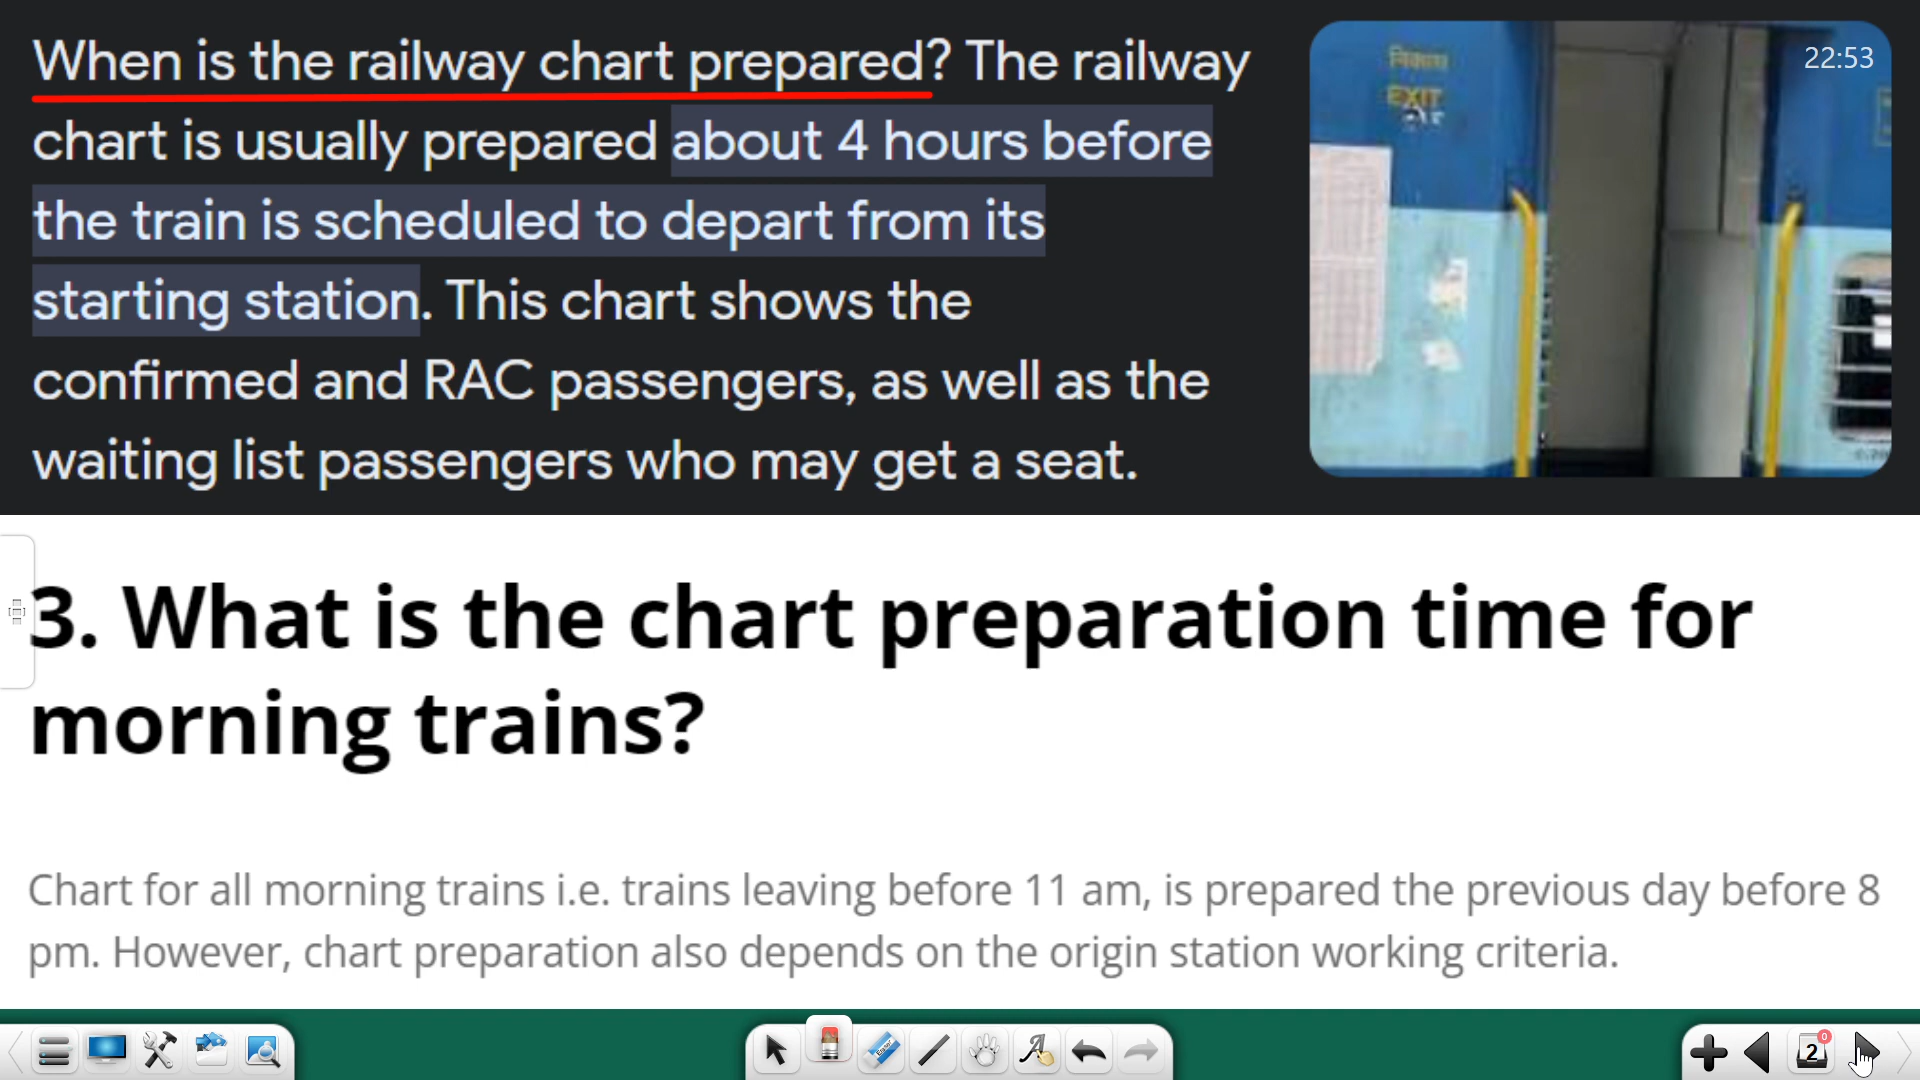 When is the railway chart prepared? The railway
chart is usually prepared about 4 hours before
the train is scheduled to depart from its
starting station. This chart shows the
confirmed and RAC passengers, as well as the
waiting list passengers who may get a seat.
EXIT
22:53
3. What is the chart preparation time for
morning trains?
Chart for all morning trains i.e. trains leaving before 11 am, is prepared the previous day before 8
pm. However, chart preparation also depends on the origin station working criteria.
2
0